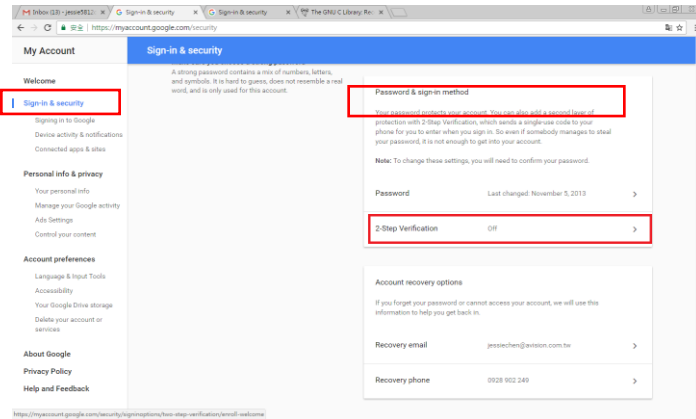 Inbox (23) - jessie5812
Sign-in & security
Sign-in & security
The GNU C Library: Rec
https://myaccount.google.com/security
My Account
Sign-in & security
A strong password contains a mix of numbers, letters,
and symbols. It is hard to guess, does not resemble a real
word, and is only used for this account.
Welcome
Sign-in & security
Signing in to Google
Device activity & notifications
Connected apps & sites
Personal info & privacy
Your personal info
Manage your Google activity
Ads Settings
Control your content
Account preferences
Language & Input Tools
Accessibility
Your Google Drive storage
Delete your account or
services
About Google
Privacy Policy
Help and Feedback
Password & sign-in method
Your password protects your account. You can also add a second layer of
protection with 2-Step Verification, which sends a single-use code to your
phone for you to enter when you sign in. So even if somebody manages to steal
your password, it is not enough to get into your account.
Note: To change these settings, you will need to confirm your password.
Password Last changed: November 5, 2013
2-Step Verification Off
Account recovery options
If you forget your password or cannot access your account, we will use this
information to help you get back in.
Recovery email jessiechen@avision.com.tw
Recovery phone 0928 902 249
https://myaccount.google.com/security/signinoptions/two-step-verification/enroll-welcome